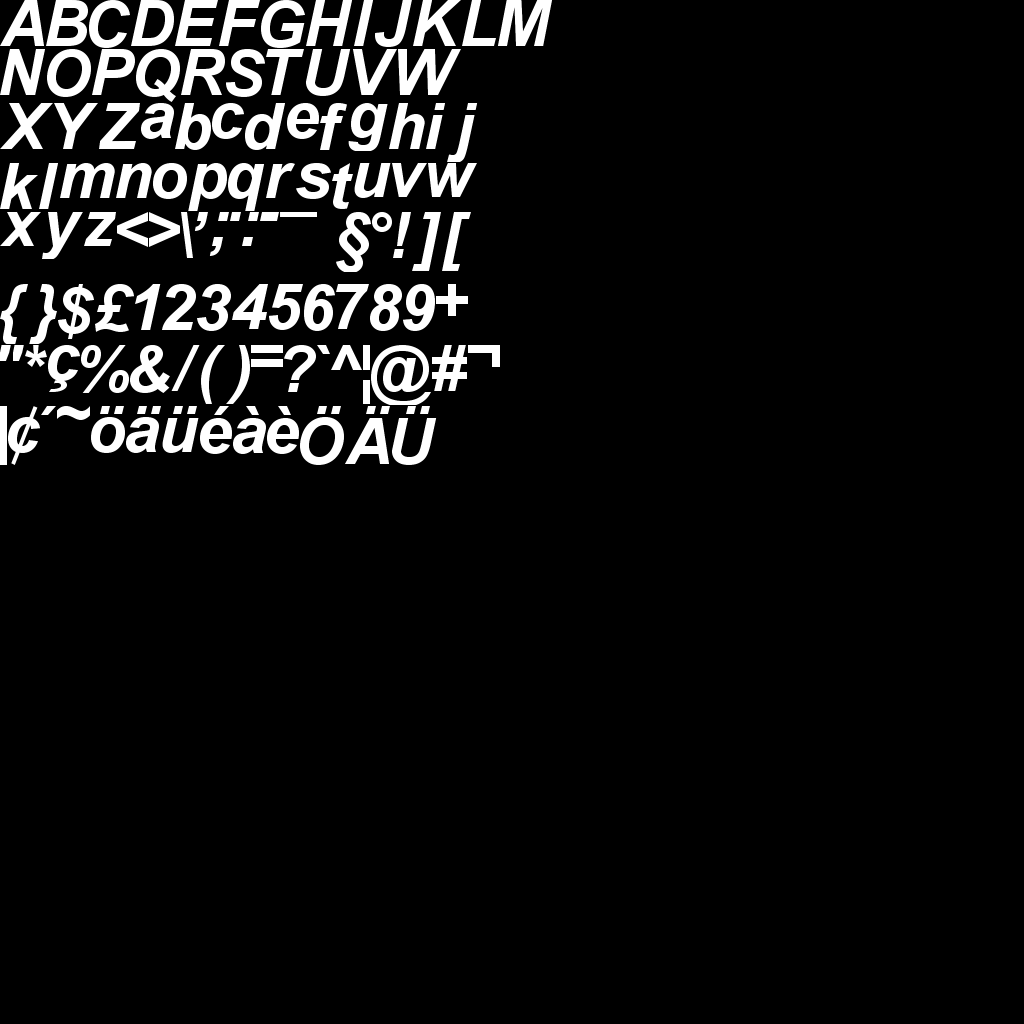 ABCDEFGHIJKLM
NOPQRSTUVW
XYZabcdefghij
klmnopqrstuvw
xyz<>\',;.:-¯ §°!][
{}$£123456789+
"*ç%&/()=?`^¦@#¬
|¢´~öäüéàèÖÄÜ